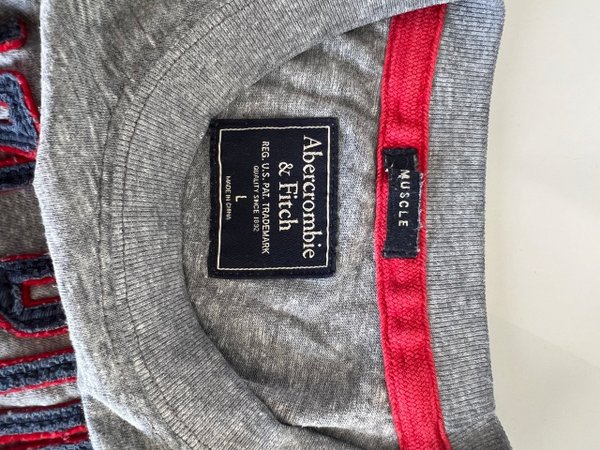 MUSCLE
Abercrombie
& Fitch
REG. U.S. PAT. TRADEMARK
QUALITY SINCE 1892
L
MADE IN CHINA